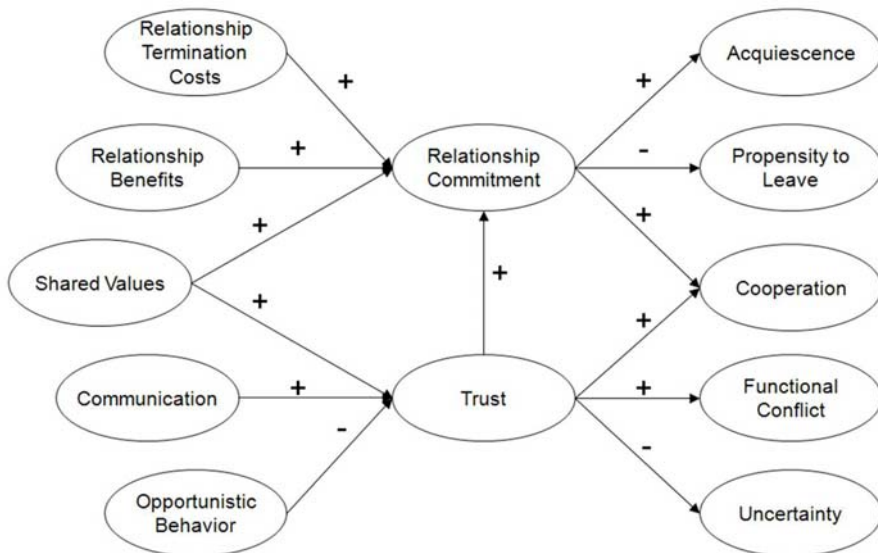 Relationship
Termination
Costs
+
+
Acquiescence
Relationship
Benefits
+
Relationship
Commitment
-
Propensity to
Leave
+
+
Shared Values
+
+
+
Cooperation
Communication
+
Trust
+
Functional
Conflict
-
-
Opportunistic
Behavior
Uncertainty